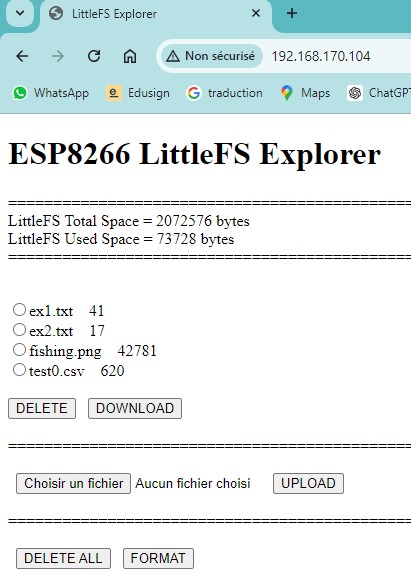 LittleFS Explorer
Non sécurisé 192.168.170.104
WhatsApp Edusign traduction Maps ChatGPT
ESP8266 LittleFS Explorer
================================================
LittleFS Total Space = 2072576 bytes
LittleFS Used Space = 73728 bytes
================================================
ex1.txt 41
ex2.txt 17
fishing.png 42781
test0.csv 620
DELETE DOWNLOAD
================================================
Choisir un fichier Aucun fichier choisi UPLOAD
================================================
DELETE ALL FORMAT